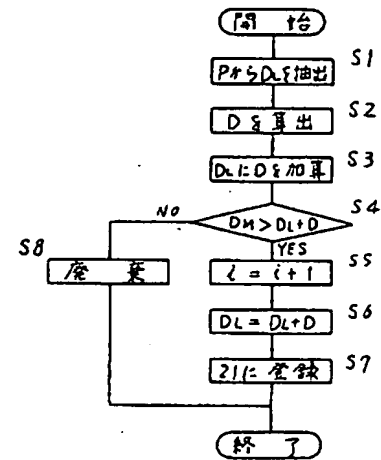 開始
S1
PからDLを抽出
S2
Dを算出
S3
DLにDを加算
S4
DM>DL+D
NO
YES
S8
廃棄
S5
i=i+1
S6
DL=DL+D
S7
21に登録
終了